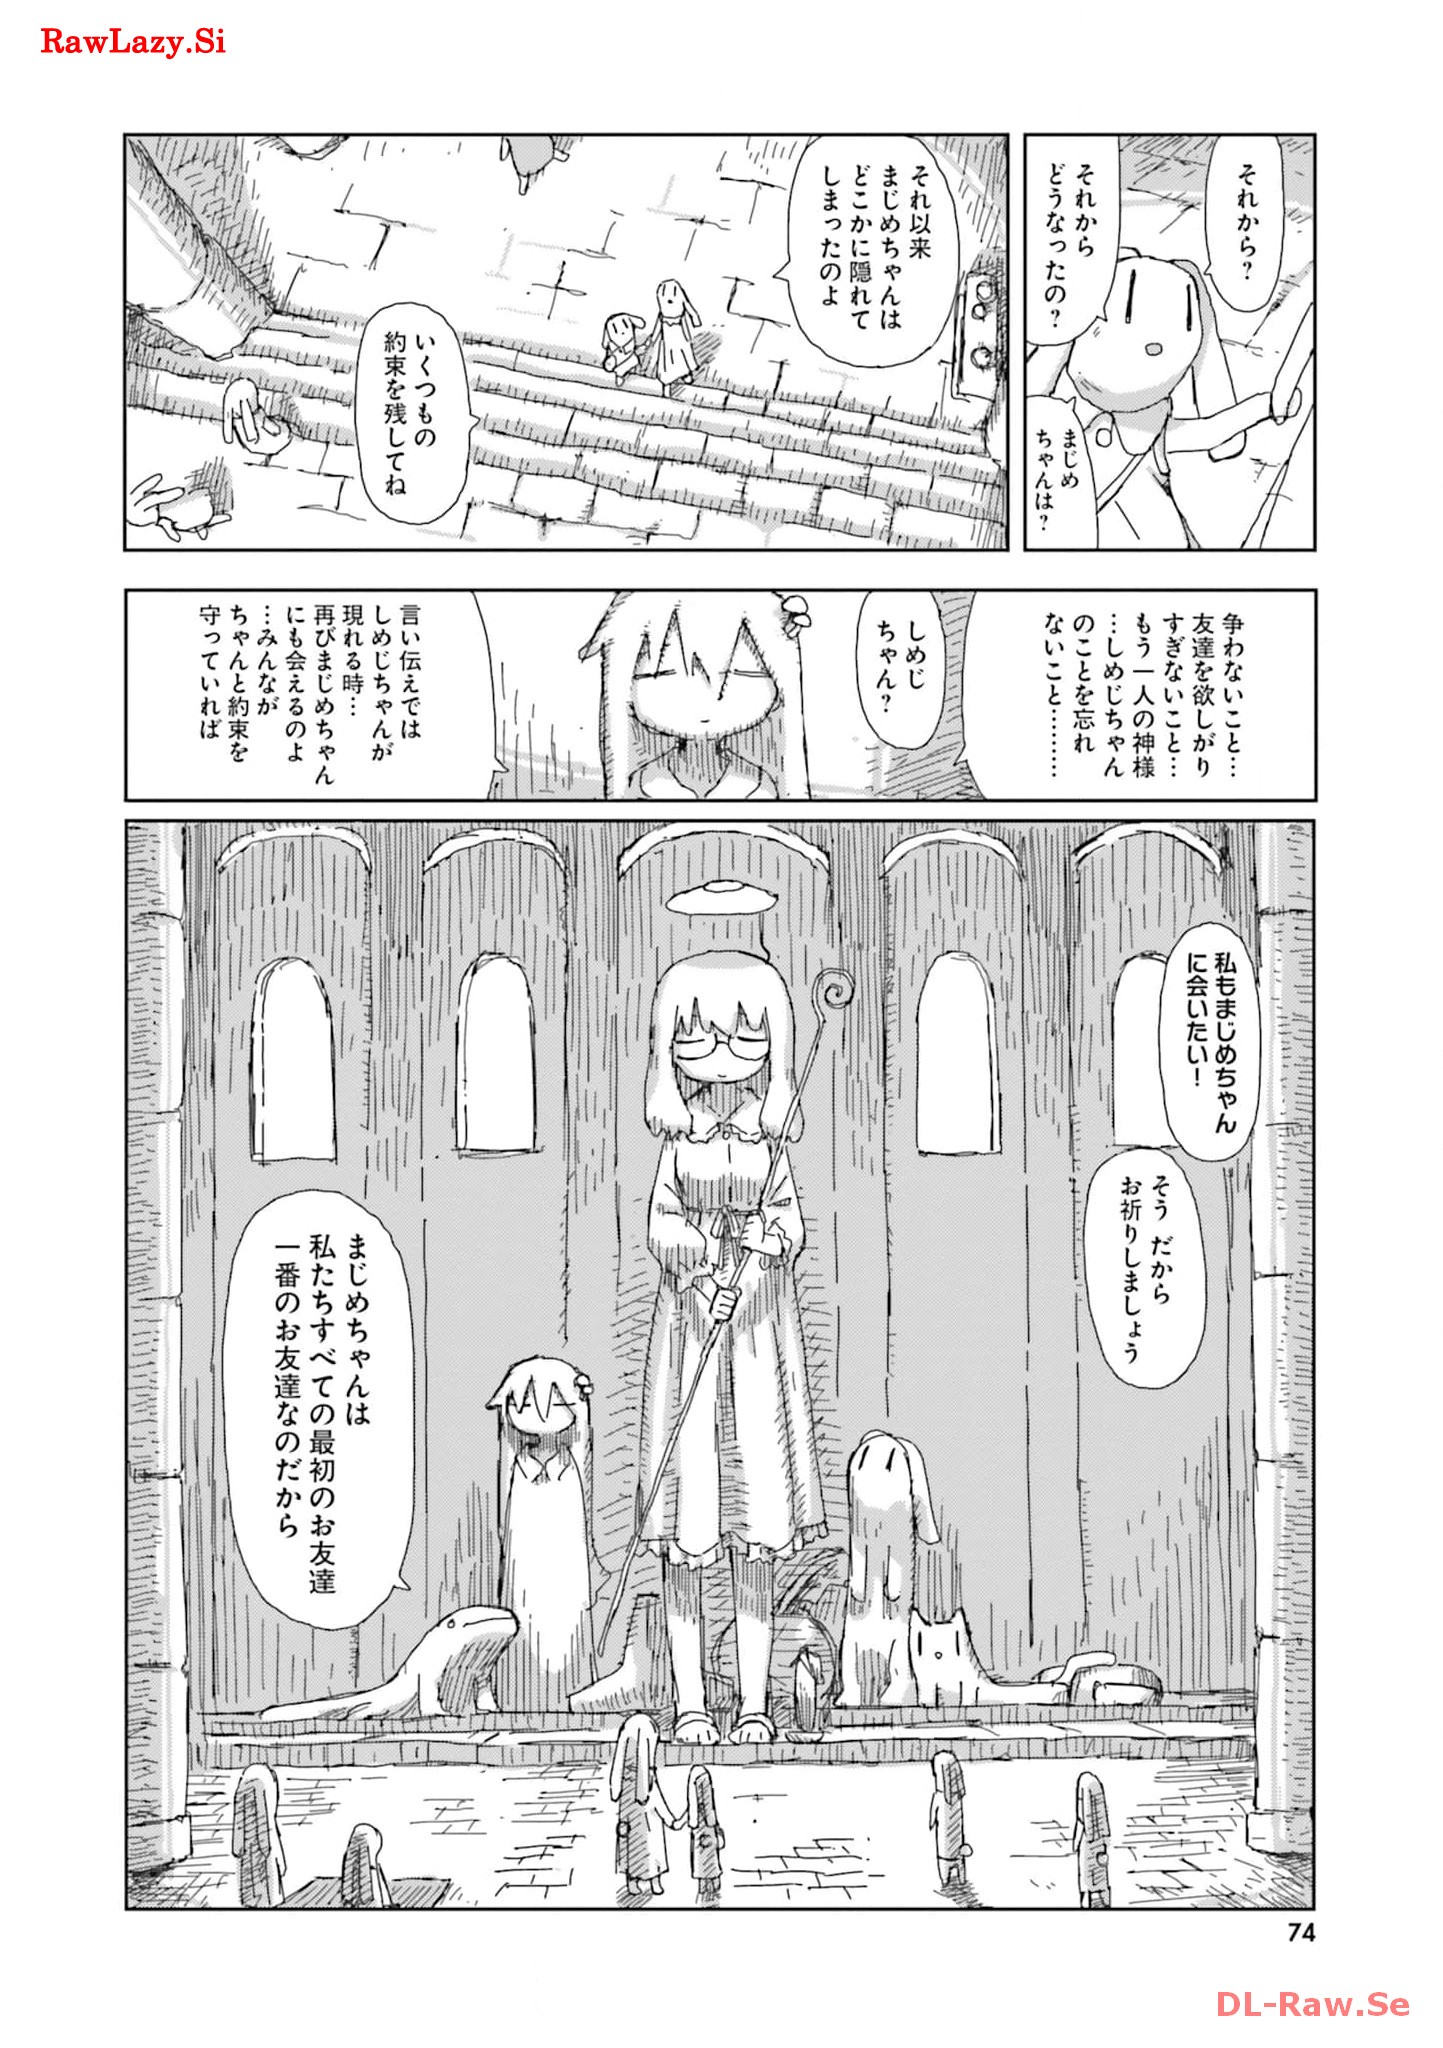 RawLazy.Si
それから？
それから
どうなったの？
まじめ
ちゃんは？
それ以来
まじめちゃんは
どこかに隠れて
しまったのよ
いくつもの
約束を残してね
争わないこと…
友達を欲しがり
すぎないこと…
もう一人の神様
…しめじちゃん
のことを忘れ
ないこと………
しめじ
ちゃん？
言い伝えでは
しめじちゃんが
現れる時…
再びまじめちゃん
にも会えるのよ
…みんなが
ちゃんと約束を
守っていれば
私もまじめちゃん
に会いたい！
そう だから
お祈りしましょう
まじめちゃんは
私たちすべての最初のお友達
一番のお友達なのだから
74
DL-Raw.Se